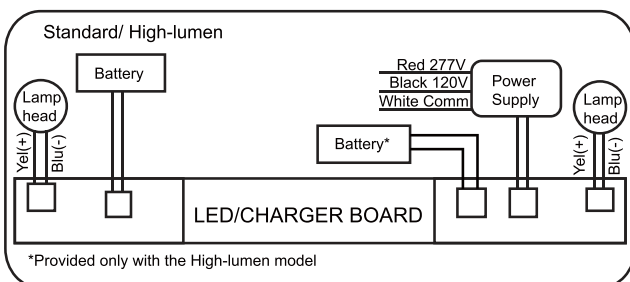 Standard/ High-lumen
Battery
Lamp
head
Yel(+)
Blu(-)
Red 277V
Black 120V
White Comm
Power
Supply
Battery*
Lamp
head
Yel(+)
Blu(-)
LED/CHARGER BOARD
*Provided only with the High-lumen model